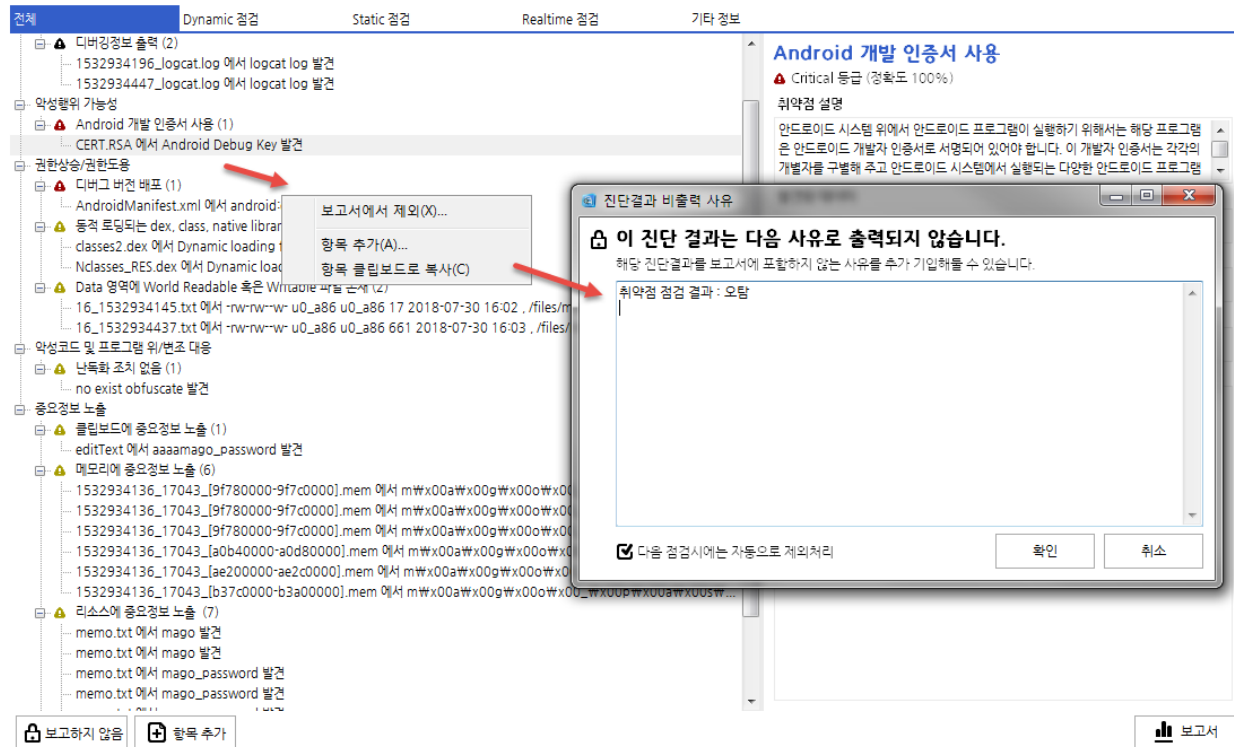 전체 Dynamic 점검 Static 점검 Realtime 점검 기타 정보
디버깅정보 출력 (2)
1532934196_logcat.log 에서 logcat log 발견
1532934447_logcat.log 에서 logcat log 발견
악성행위 가능성
Android 개발 인증서 사용 (1)
CERT.RSA 에서 Android Debug Key 발견
권한상승/권한도용
디버그 버전 배포 (1)
AndroidManifest.xml 에서 android:
동적 로딩되는 dex, class, native librar
classes2.dex 에서 Dynamic loading
Nclasses_RES.dex 에서 Dynamic load
Data 영역에 World Readable 혹은 Writable 파일 존재 (2)
16_1532934145.txt 에서 -rw-rw--w- u0_a86 u0_a86 17 2018-07-30 16:02 , /files/m
16_1532934437.txt 에서 -rw-rw--w- u0_a86 u0_a86 661 2018-07-30 16:03 , /files/
악성코드 및 프로그램 위/변조 대응
난독화 조치 없음 (1)
no exist obfuscate 발견
중요정보 노출
클립보드에 중요정보 노출 (1)
editText 에서 aaaamago_password 발견
메모리에 중요정보 노출 (6)
1532934136_17043_[9f780000-9f7c0000].mem 에서 m₩x00a₩x00g₩x00o₩x00
1532934136_17043_[9f780000-9f7c0000].mem 에서 m₩x00a₩x00g₩x00o₩x00
1532934136_17043_[9f780000-9f7c0000].mem 에서 m₩x00a₩x00g₩x00o₩x00
1532934136_17043_[a0b40000-a0d80000].mem 에서 m₩x00a₩x00g₩x00o₩x0
1532934136_17043_[ae200000-ae2c0000].mem 에서 m₩x00a₩x00g₩x00o₩x0
1532934136_17043_[b37c0000-b3a00000].mem 에서 m₩x00a₩x00g₩x00o₩x00_₩x00p₩x00a₩x00s₩...
리소스에 중요정보 노출 (7)
memo.txt 에서 mago 발견
memo.txt 에서 mago 발견
memo.txt 에서 mago_password 발견
memo.txt 에서 mago_password 발견
보고하지 않음 항목 추가
보고서에서 제외(X)...
항목 추가(A)...
항목 클립보드로 복사(C)
Android 개발 인증서 사용
Critical 등급 (정확도 100%)
취약점 설명
안드로이드 시스템 위에서 안드로이드 프로그램이 실행하기 위해서는 해당 프로그램
은 안드로이드 개발자 인증서로 서명되어 있어야 합니다. 이 개발자 인증서는 각각의
개별자를 구별해 주고 안드로이드 시스템에서 실행되는 다양한 안드로이드 프로그램
진단결과 비출력 사유
이 진단 결과는 다음 사유로 출력되지 않습니다.
해당 진단결과를 보고서에 포함하지 않는 사유를 추가 기입해둘 수 있습니다.
취약점 점검 결과 : 오탐
다음 점검시에는 자동으로 제외처리
확인 취소
보고서